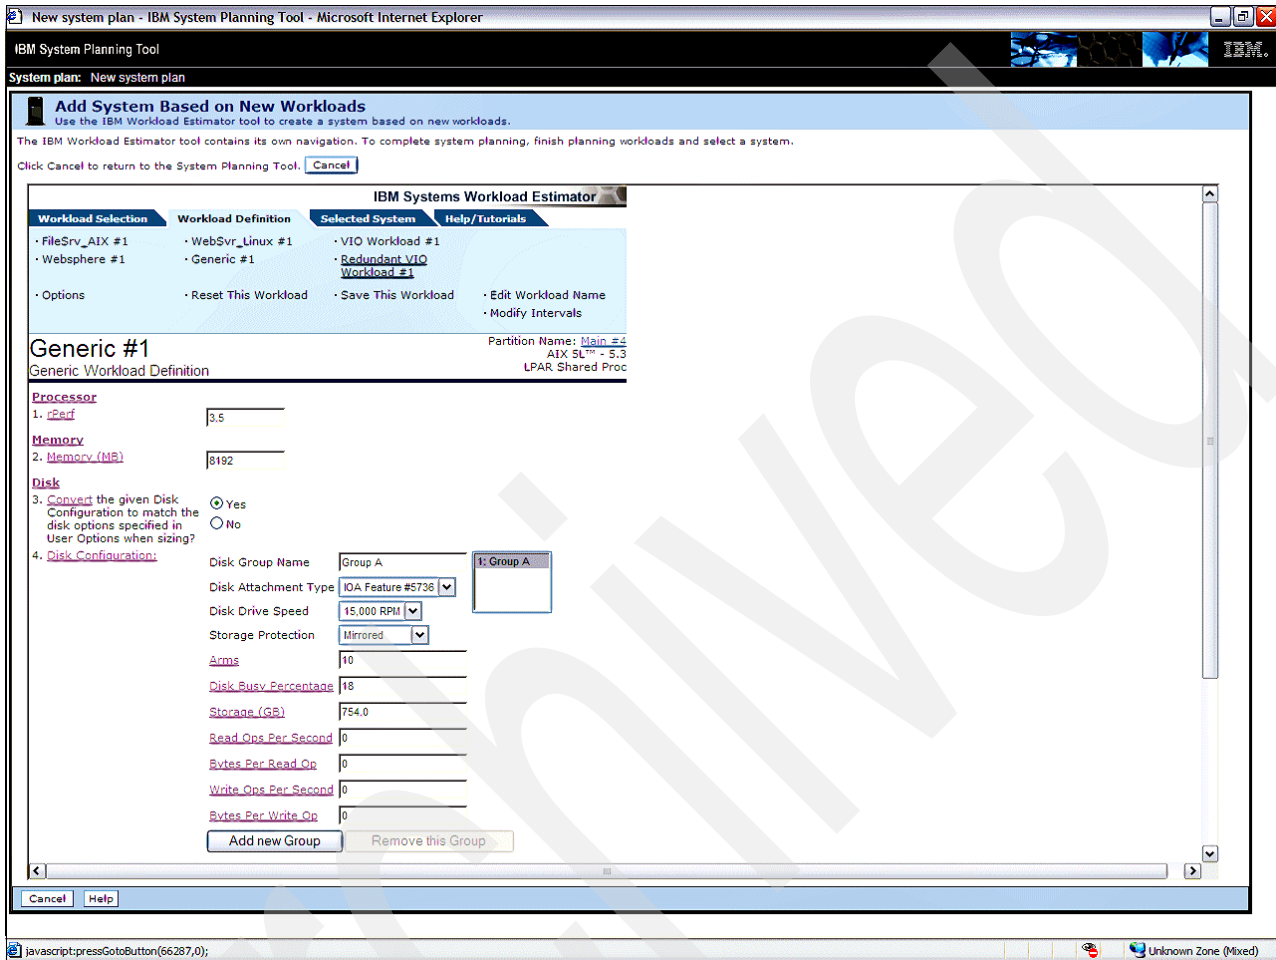 New system plan - IBM System Planning Tool - Microsoft Internet Explorer
IBM System Planning Tool
IBM.
System plan: New system plan
Add System Based on New Workloads
Use the IBM Workload Estimator tool to create a system based on new workloads.
The IBM Workload Estimator tool contains its own navigation. To complete system planning, finish planning workloads and select a system.
Click Cancel to return to the System Planning Tool. Cancel
IBM Systems Workload Estimator
Workload Selection Workload Definition Selected System Help/Tutorials
· FileSrv_AIX #1 · WebSvr_Linux #1 · VIO Workload #1
· Websphere #1 · Generic #1 · Redundant VIO
Workload #1
· Options · Reset This Workload · Save This Workload · Edit Workload Name
· Modify Intervals
Generic #1
Partition Name: Main #4
AIX 5L™ - 5.3
Generic Workload Definition
LPAR Shared Proc
Processor
1. rPerf 3.5
Memory
2. Memory (MB) 8192
Disk
3. Convert the given Disk
Configuration to match the
disk options specified in
User Options when sizing?
Yes
No
4. Disk Configuration:
Disk Group Name Group A 1: Group A
Disk Attachment Type IOA Feature #5736
Disk Drive Speed 15,000 RPM
Storage Protection Mirrored
Arms 10
Disk Busy Percentage 18
Storage (GB) 754.0
Read Ops Per Second 0
Bytes Per Read Op 0
Write Ops Per Second 0
Bytes Per Write Op 0
Add new Group Remove this Group
Cancel Help
javascript:pressGotoButton(66287,0); Unknown Zone (Mixed)
rchived